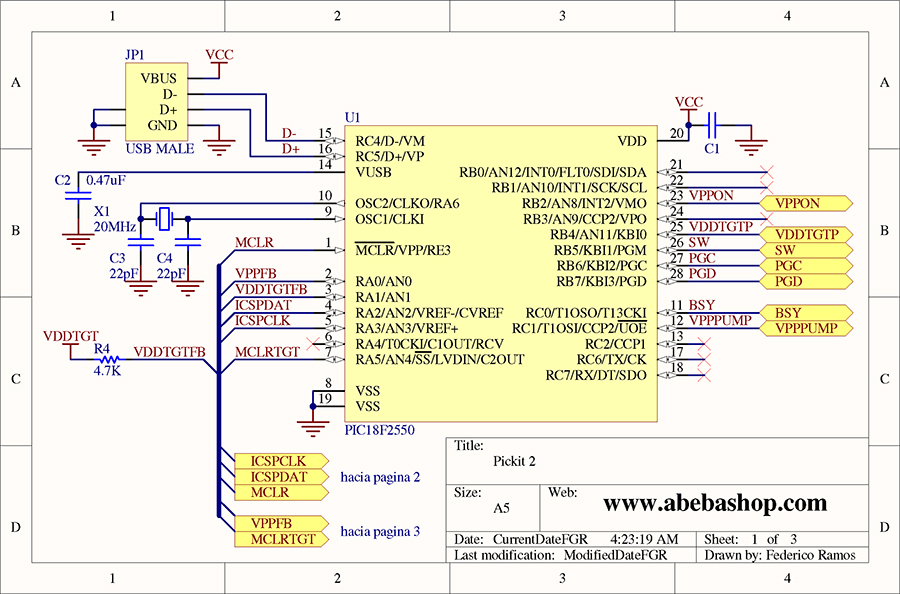 1 2 3 4
A A
JP1
VCC
VBUS
D-
D+
GND
USB MALE
U1
VCC
C1
D- 15 RC4/D-/VM
D+ 16 RC5/D+/VP
14 VUSB
VDD 20
B B
C2 0.47uF
X1
20MHz
C3
22pF
C4
22pF
10 OSC2/CLKO/RA6
9 OSC1/CLKI
MCLR 1 MCLR/VPP/RE3
VPPFB 2 RA0/AN0
VDDTGTFB 3 RA1/AN1
ICSPDAT 4 RA2/AN2/VREF-/CVREF
ICSPCLK 5 RA3/AN3/VREF+
6 RA4/T0CKI/C1OUT/RCV
MCLRTGT 7 RA5/AN4/SS/LVDIN/C2OUT
8 VSS
19 VSS
PIC18F2550
RB0/AN12/INT0/FLT0/SDI/SDA 21
RB1/AN10/INT1/SCK/SCL 22
RB2/AN8/INT2/VMO 23 VPPON VPPON
RB3/AN9/CCP2/VPO 24
RB4/AN11/KBI0 25 VDDTGTP VDDTGTP
RB5/KBI1/PGM 26 SW SW
RB6/KBI2/PGC 27 PGC PGC
RB7/KBI3/PGD 28 PGD PGD
RC0/T1OSO/T13CKI 11 BSY BSY
RC1/T1OSI/CCP2/UOE 12 VPPPUMP VPPPUMP
RC2/CCP1 13
RC6/TX/CK 17
RC7/RX/DT/SDO 18
C C
VDDTGT
R4
4.7K
VDDTGTFB
ICSPCLK
ICSPDAT
MCLR
hacia pagina 2
VPPFB
MCLRTGT
hacia pagina 3
D D
Title:
Pickit 2
Size:
A5
Web:
www.abebashop.com
Date: CurrentDateFGR 4:23:19 AM
Sheet: 1 of 3
Last modification: ModifiedDateFGR
Drawn by: Federico Ramos
1 2 3 4